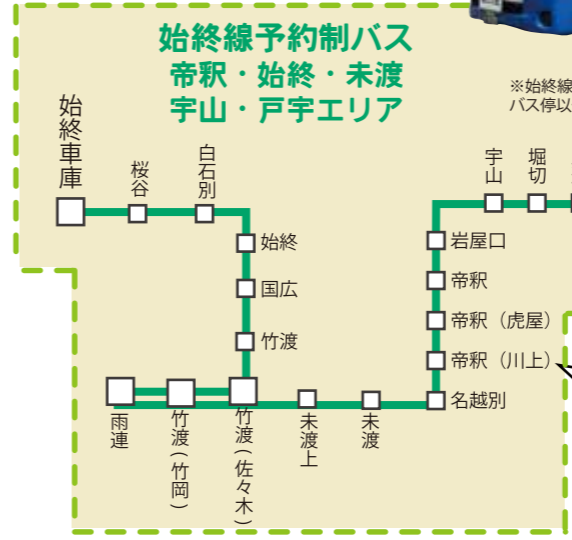 始終線予約制バス
帝釈・始終・未渡
宇山・戸宇エリア
※始終線
バス停以
始終車庫
桜谷
白石別
始終
国広
竹渡
雨連
竹渡(竹岡)
竹渡(佐々木)
未渡上
未渡
名越別
帝釈(川上)
帝釈(虎屋)
帝釈
岩屋口
宇山
堀切